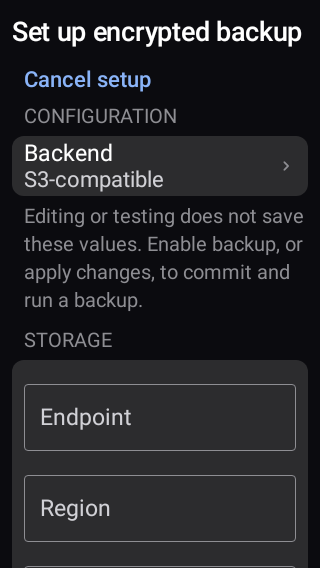 Set up encrypted backup
Cancel setup
CONFIGURATION
Backend
S3-compatible
Editing or testing does not save
these values. Enable backup, or
apply changes, to commit and
run a backup.
STORAGE
Endpoint
Region